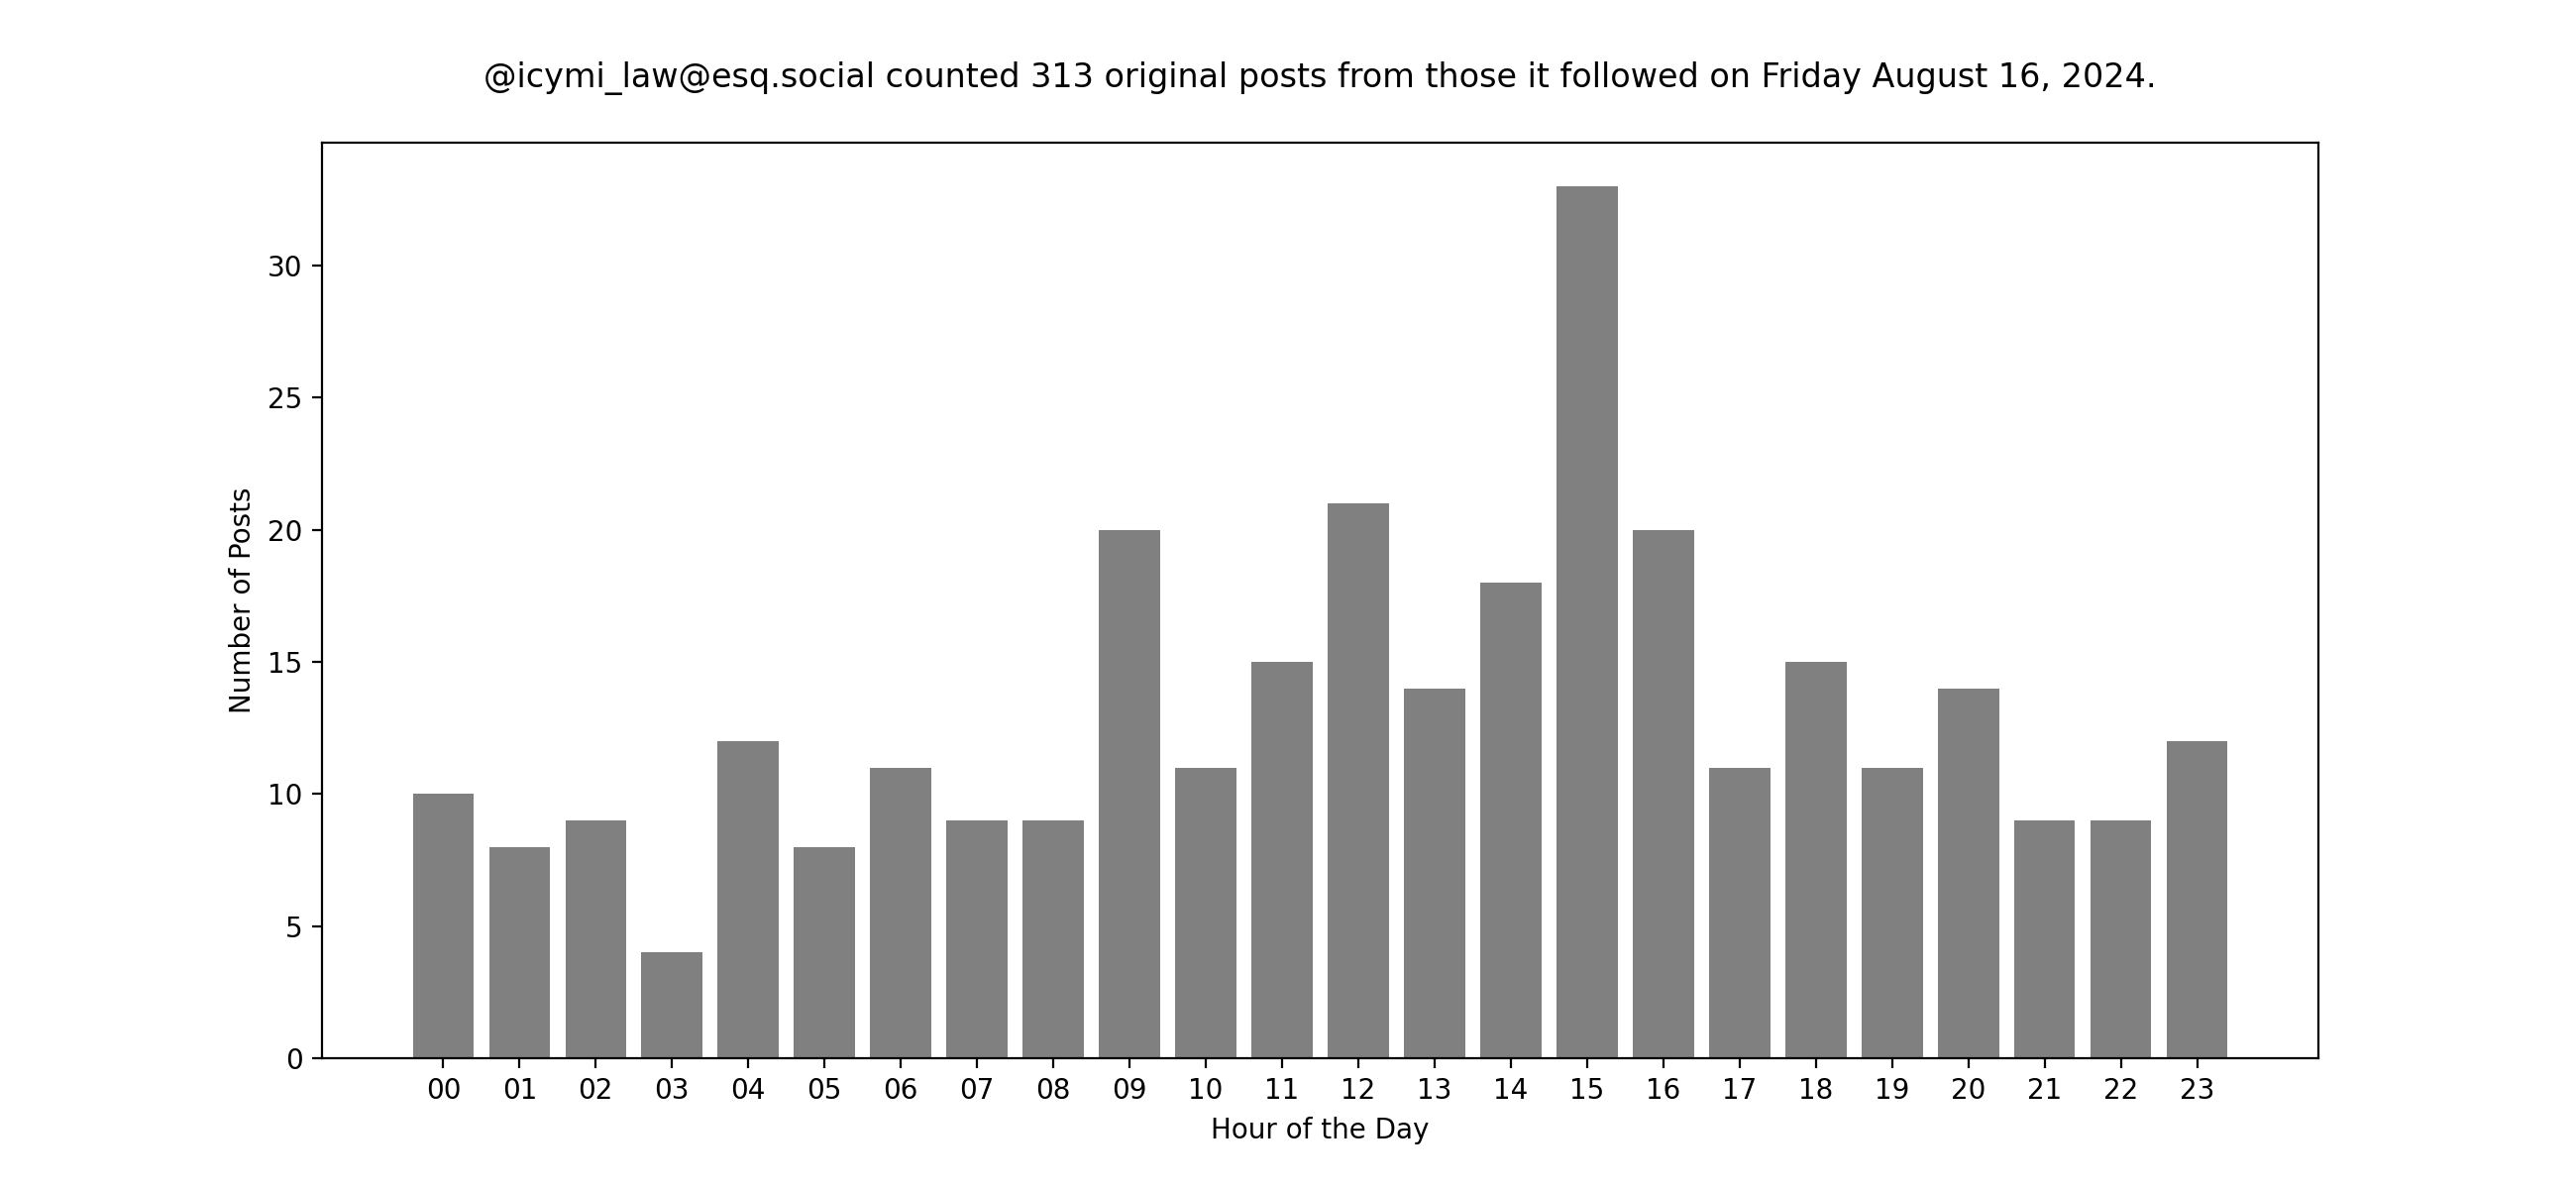 @icymi_law@esq.social counted 313 original posts from those it followed on Friday August 16, 2024.
30
25
20
15
10
5
0
Number of Posts
00 01 02 03 04 05 06 07 08 09 10 11 12 13 14 15 16 17 18 19 20 21 22 23
Hour of the Day